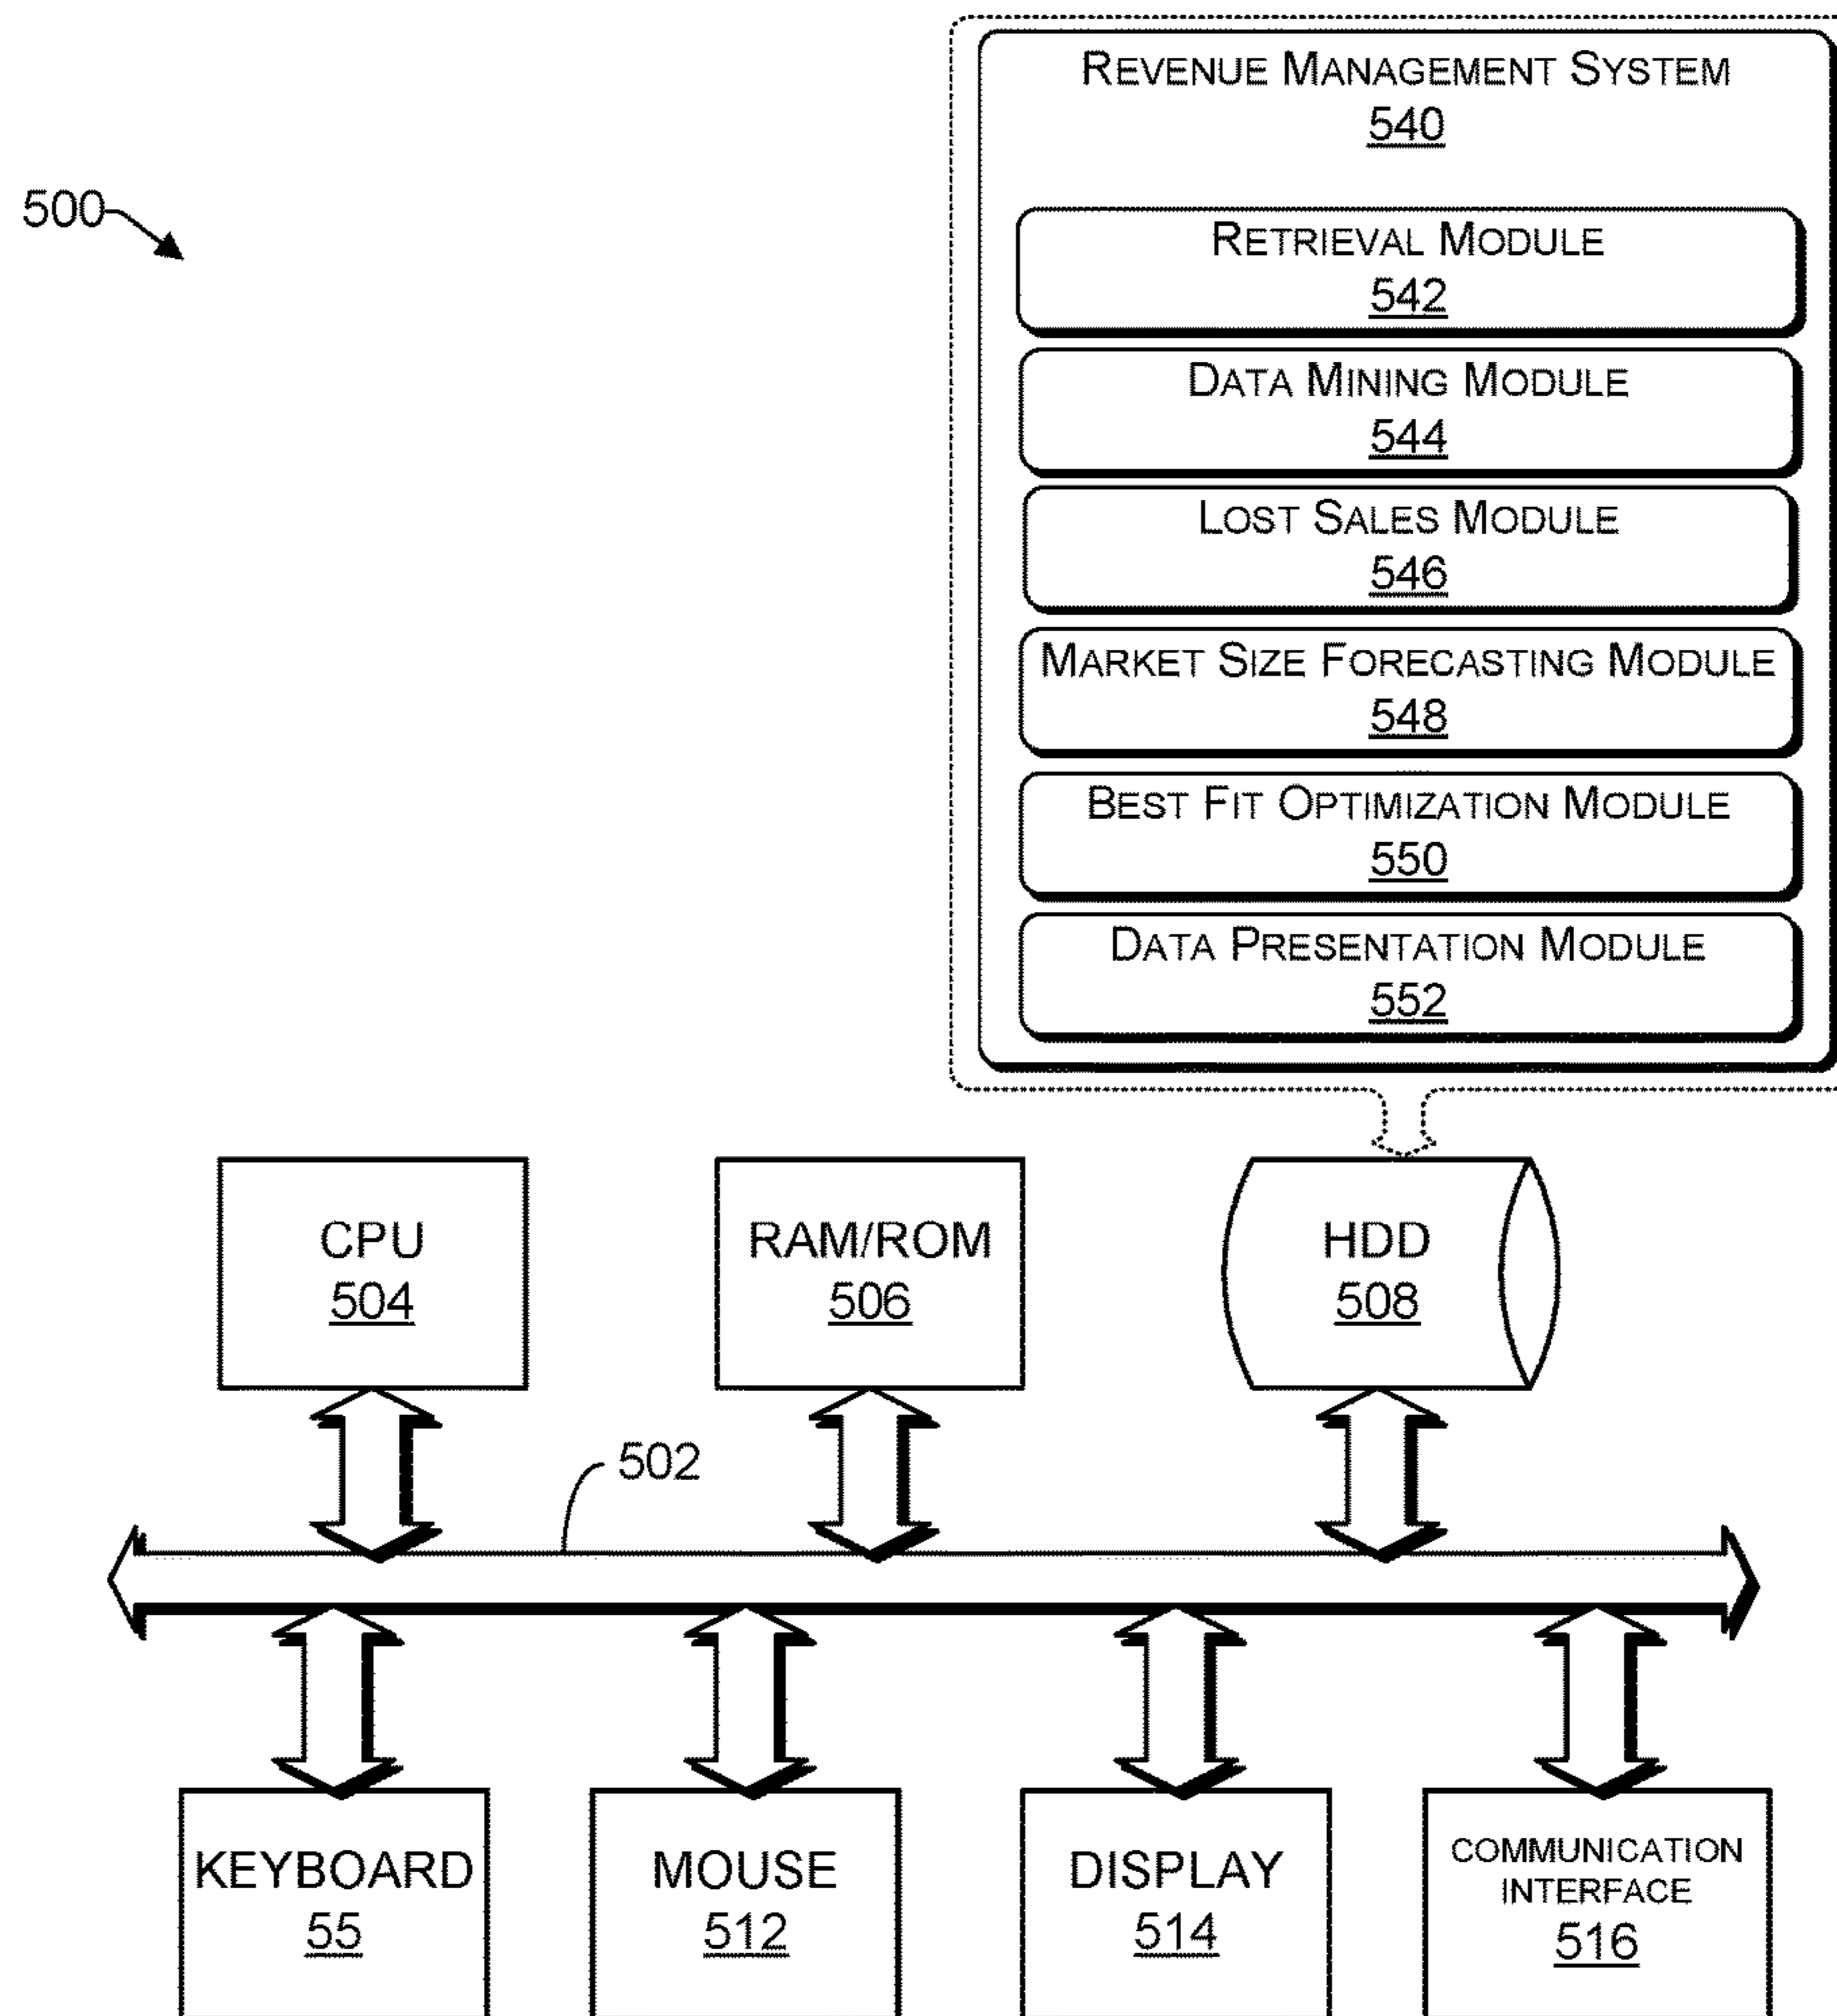 REVENUE MANAGEMENT SYSTEM
540
500
RETRIEVAL MODULE
542
DATA MINING MODULE
544
LOST SALES MODULE
546
MARKET SIZE FORECASTING MODULE
548
BEST FIT OPTIMIZATION MODULE
550
DATA PRESENTATION MODULE
552
CPU
504
RAM/ROM
506
HDD
508
502
KEYBOARD
55
MOUSE
512
DISPLAY
514
COMMUNICATION
INTERFACE
516